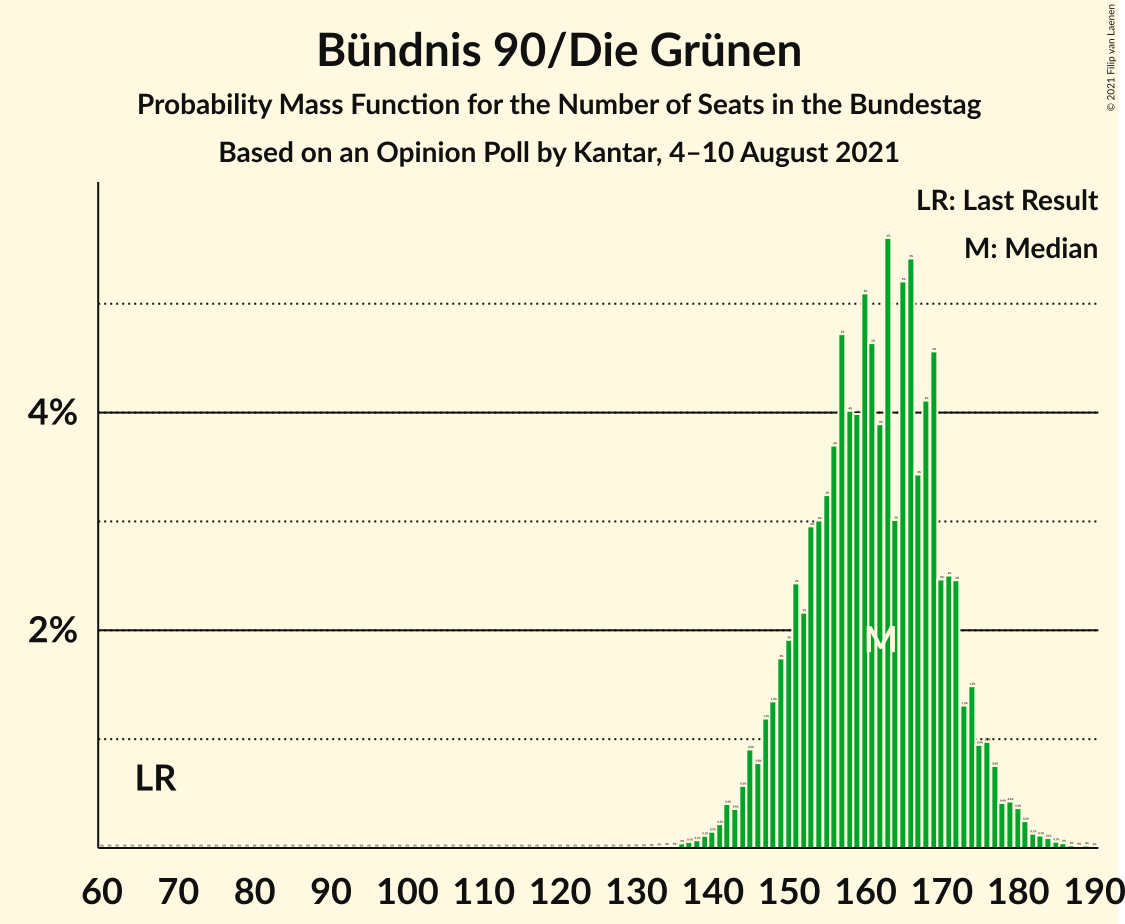 Bündnis 90/Die Grünen
Probability Mass Function for the Number of Seats in the Bundestag
Based on an Opinion Poll by Kantar, 4–10 August 2021
© 2021 Filip van Laenen
LR: Last Result
M: Median
4%
2%
M
LR
60 70 80 90 100 110 120 130 140 150 160 170 180 190